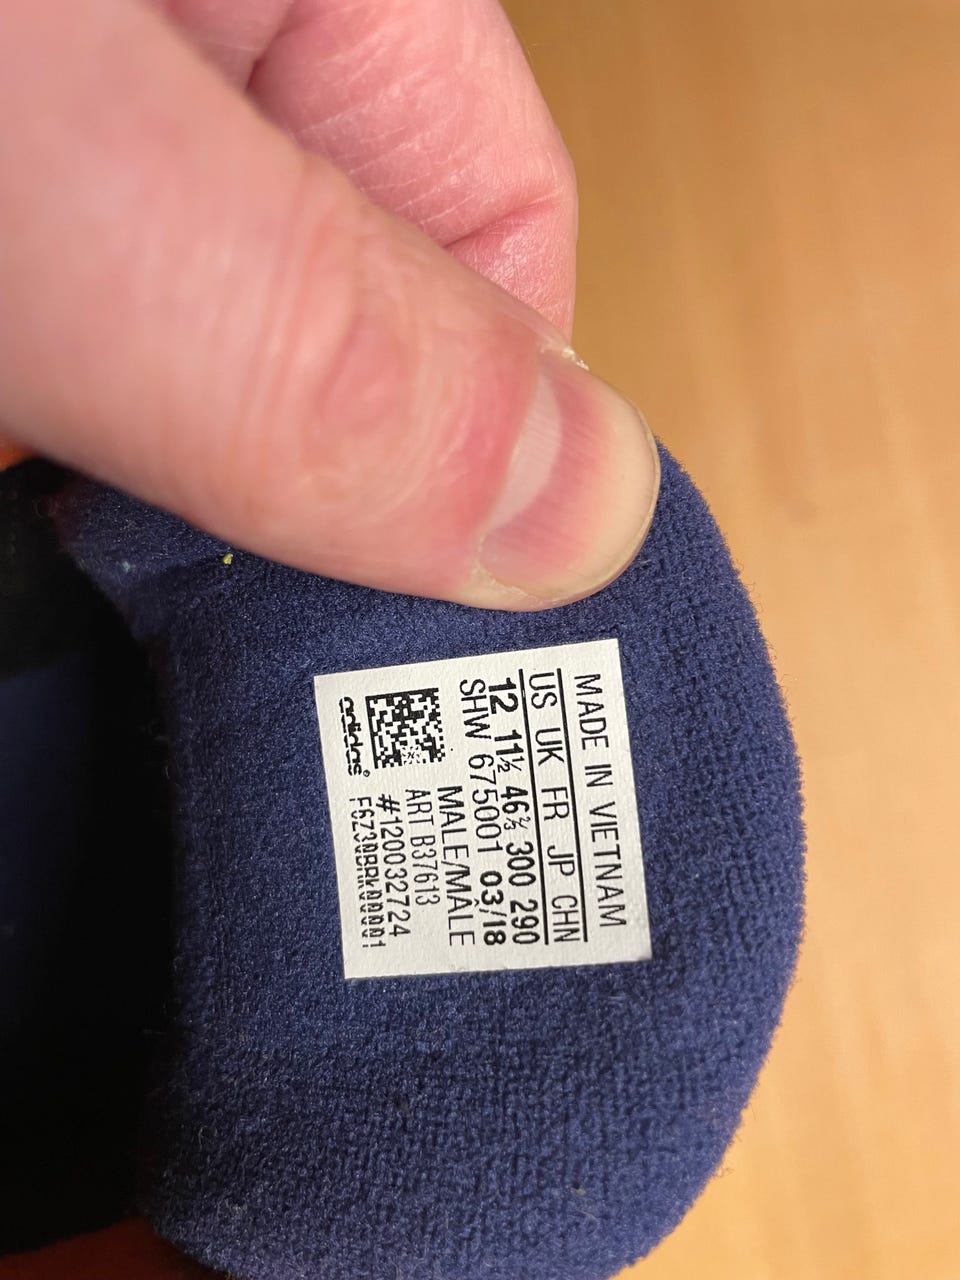 MADE IN VIETNAM
US UK FR JP CHN
12 11½ 46⅔ 300 290
SHW 675001 03/18
MALE/MÂLE
ART B37613
#120032724
adidas®